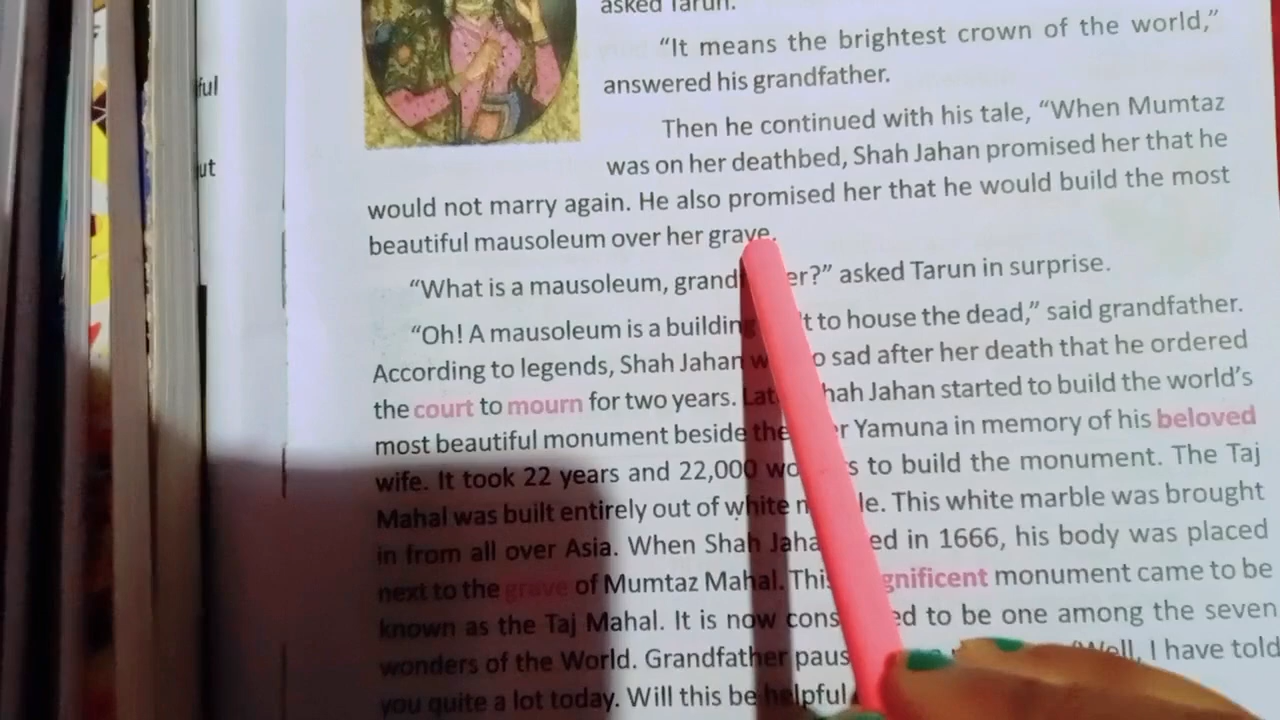 ful
ut
asked Tarun.
“It means the brightest crown of the world,”
answered his grandfather.
Then he continued with his tale, “When Mumtaz
was on her deathbed, Shah Jahan promised her that he
would not marry again. He also promised her that he would build the most
beautiful mausoleum over her grave.
“What is a mausoleum, grand er?” asked Tarun in surprise.
“Oh! A mausoleum is a building t to house the dead,” said grandfather.
According to legends, Shah Jahan w o sad after her death that he ordered
the court to mourn for two years. Lat hah Jahan started to build the world’s
most beautiful monument beside the r Yamuna in memory of his beloved
wife. It took 22 years and 22,000 wo s to build the monument. The Taj
Mahal was built entirely out of white m le. This white marble was brought
in from all over Asia. When Shah Jaha ed in 1666, his body was placed
next to the grave of Mumtaz Mahal. This gnificent monument came to be
known as the Taj Mahal. It is now cons ed to be one among the seven
wonders of the World. Grandfather paus “Well, I have told
you quite a lot today. Will this be helpful